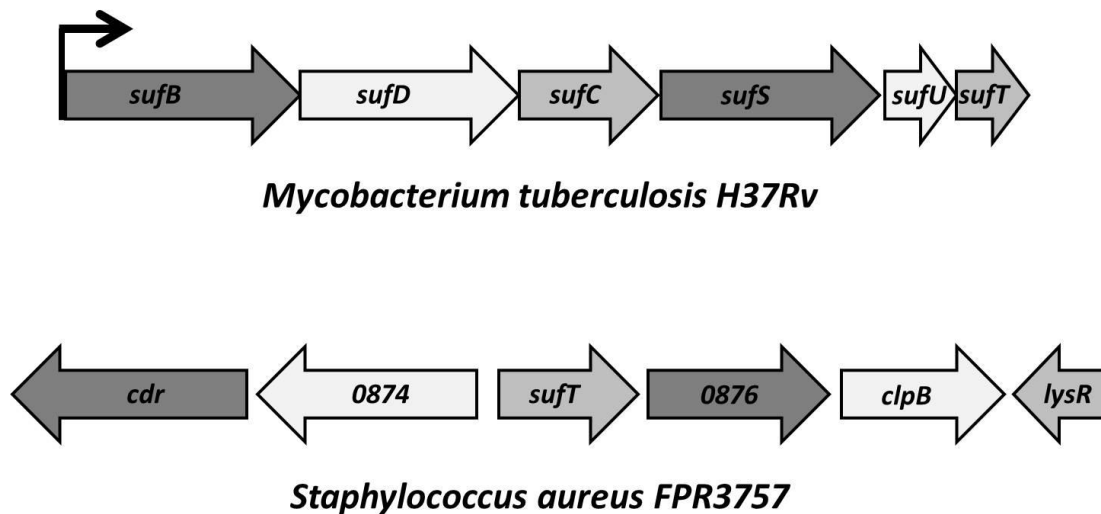 sufB sufD sufC sufS sufU sufT
Mycobacterium tuberculosis H37Rv
cdr 0874 sufT 0876 clpB lysR
Staphylococcus aureus FPR3757